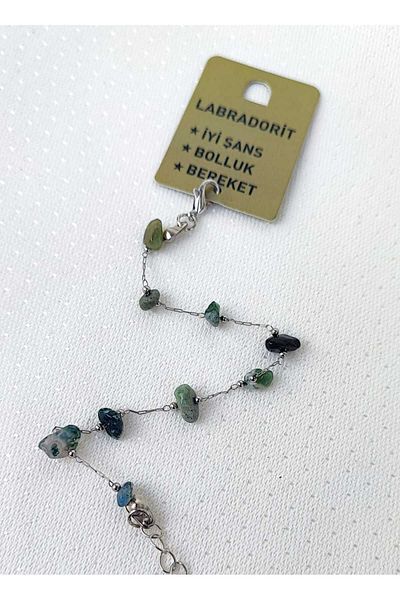 LABRADORİT
★ İYİ ŞANS
★ BOLLUK
★ BEREKET